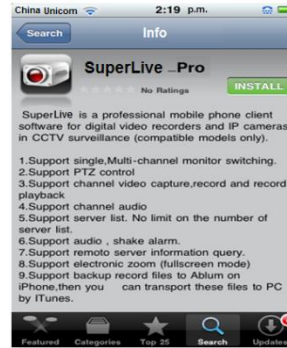 China Unicom 2:19 p.m.
Search Info
SuperLive -Pro
No Ratings INSTALL
SuperLive is a professional mobile phone client
software for digital video recorders and IP cameras
in CCTV surveillance (compatible models only).
1.Support single,Multi-channel monitor switching.
2.Support PTZ control
3.Support channel video capture,record and record
playback
4.Support channel audio
5.Support server list. No limit on the number of
server list.
6.Support audio , shake alarm.
7.Support remoto server information query.
8.Support electronic zoom (fullscreen mode)
9.Support backup record files to Ablum on
iPhone,then you can transport these files to PC
by ITunes.
Featured Categories Top 25 Search Updates